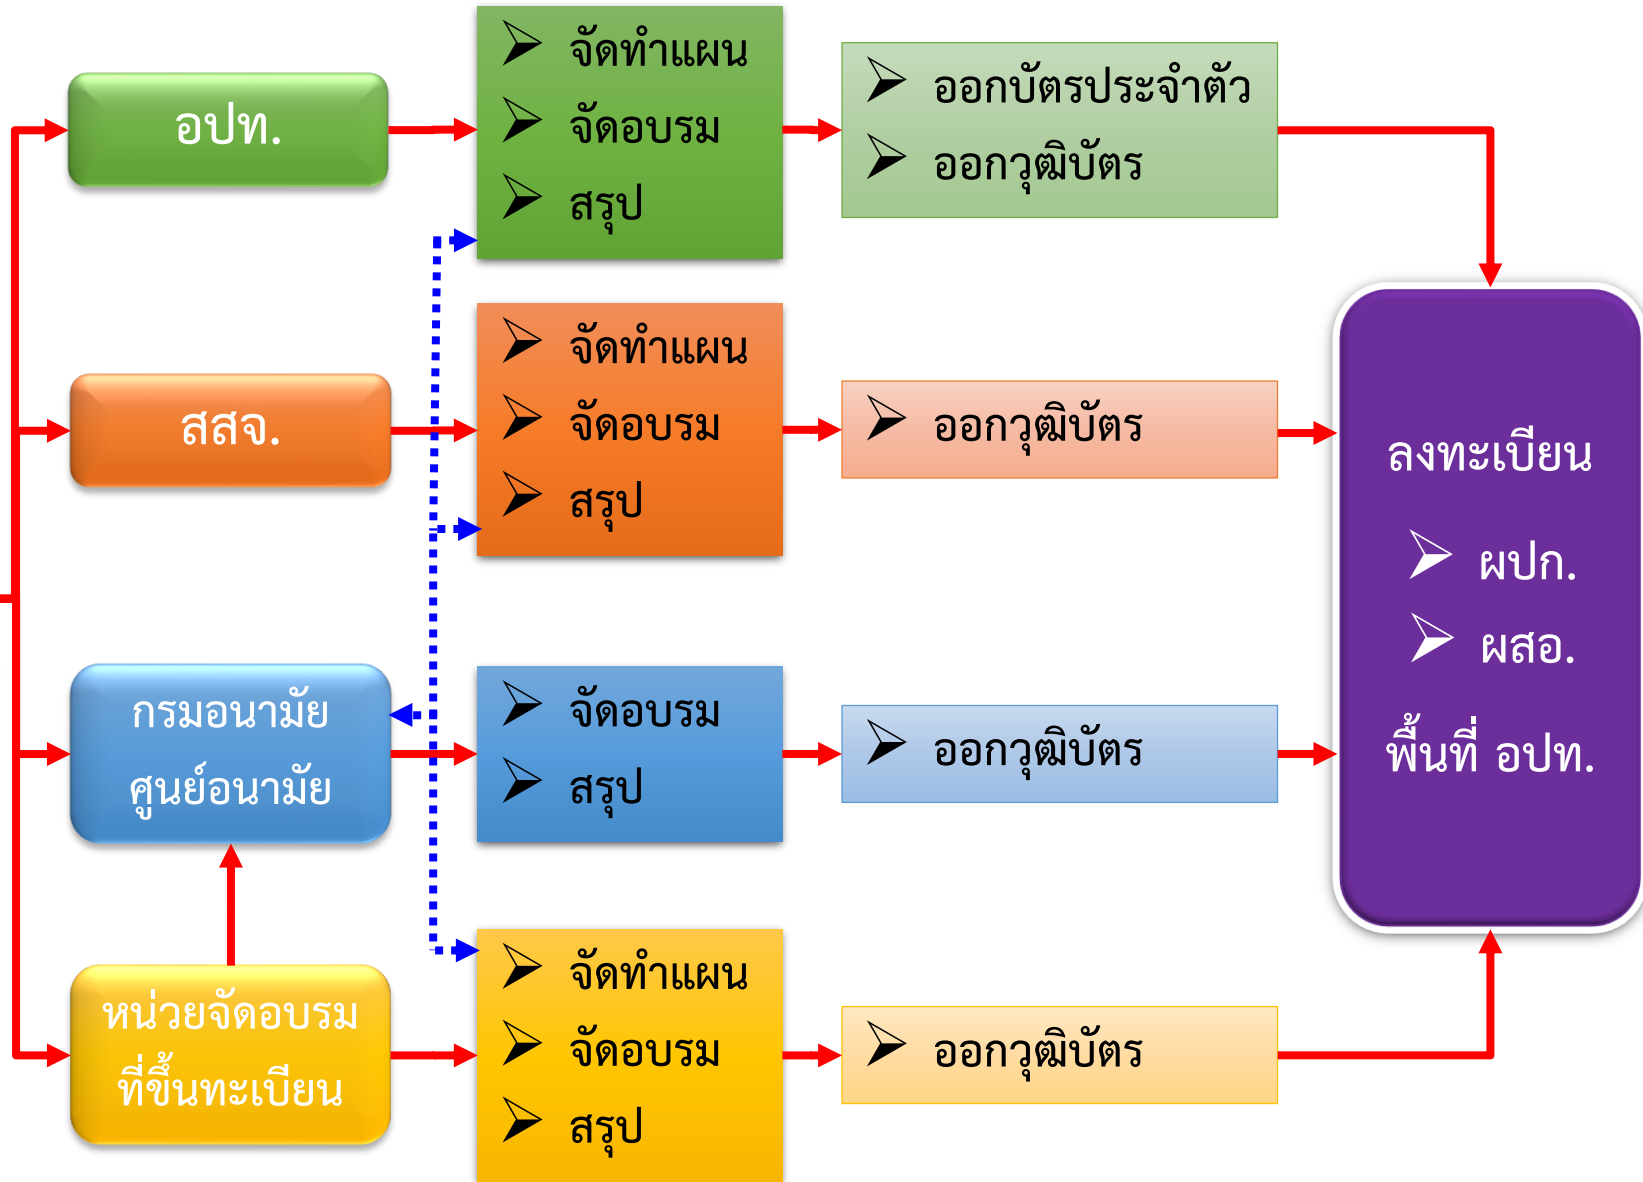 อปท.
จัดทำแผน
จัดอบรม
สรุป
ออกบัตรประจำตัว
ออกวุฒิบัตร
สสจ.
จัดทำแผน
จัดอบรม
สรุป
ออกวุฒิบัตร
กรมอนามัย
ศูนย์อนามัย
จัดอบรม
สรุป
ออกวุฒิบัตร
หน่วยจัดอบรม
ที่ขึ้นทะเบียน
จัดทำแผน
จัดอบรม
สรุป
ออกวุฒิบัตร
ลงทะเบียน
ผปก.
ผสอ.
พื้นที่ อปท.